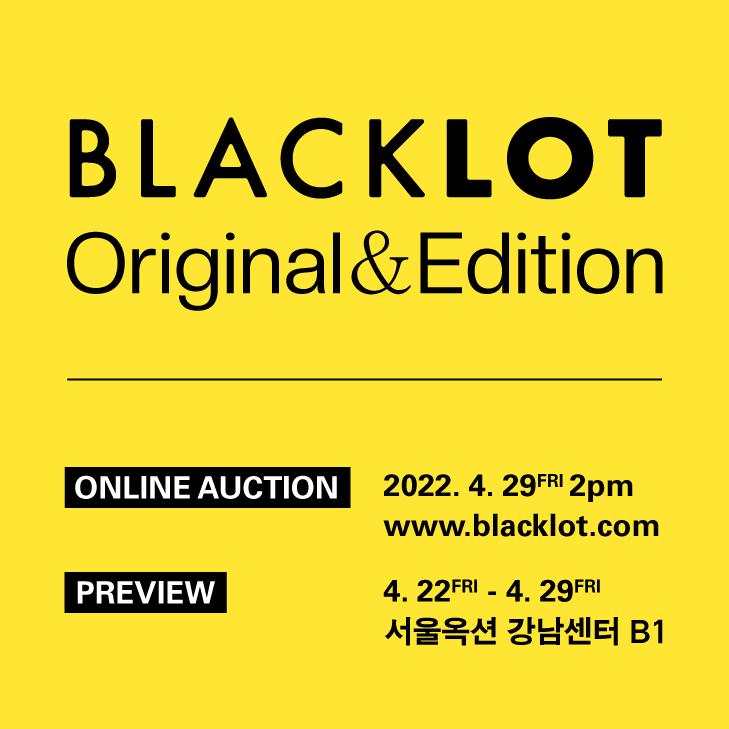 BLACKLOT
Original&Edition
ONLINE AUCTION
2022. 4. 29FRI 2pm
www.blacklot.com
PREVIEW
4. 22FRI - 4. 29FRI
서울옥션 강남센터 B1